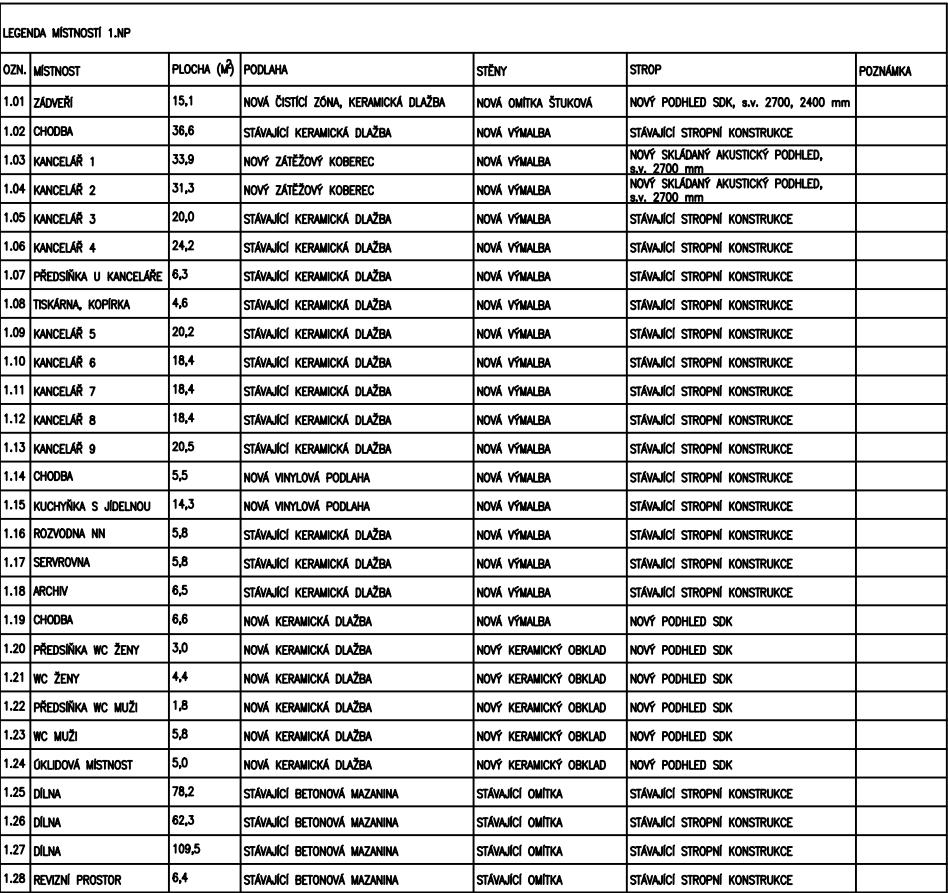 LEGENDA MÍSTNOSTÍ 1.NP
OZN. MÍSTNOST PLOCHA (M²) PODLAHA STĚNY STROP POZNÁMKA
1.01 ZÁDVEŘÍ 15,1 NOVÁ ČISTÍCÍ ZÓNA, KERAMICKÁ DLAŽBA NOVÁ OMÍTKA ŠTUKOVÁ NOVÝ PODHLED SDK, s.v. 2700, 2400 mm
1.02 CHODBA 36,6 STÁVAJÍCÍ KERAMICKÁ DLAŽBA NOVÁ VÝMALBA STÁVAJÍCÍ STROPNÍ KONSTRUKCE
1.03 KANCELÁŘ 1 33,9 NOVÝ ZÁTĚŽOVÝ KOBEREC NOVÁ VÝMALBA NOVÝ SKLÁDANÝ AKUSTICKÝ PODHLED,
s.v. 2700 mm
1.04 KANCELÁŘ 2 31,3 NOVÝ ZÁTĚŽOVÝ KOBEREC NOVÁ VÝMALBA NOVÝ SKLÁDANÝ AKUSTICKÝ PODHLED,
s.v. 2700 mm
1.05 KANCELÁŘ 3 20,0 STÁVAJÍCÍ KERAMICKÁ DLAŽBA NOVÁ VÝMALBA STÁVAJÍCÍ STROPNÍ KONSTRUKCE
1.06 KANCELÁŘ 4 24,2 STÁVAJÍCÍ KERAMICKÁ DLAŽBA NOVÁ VÝMALBA STÁVAJÍCÍ STROPNÍ KONSTRUKCE
1.07 PŘEDSÍŇKA U KANCELÁŘE 6,3 STÁVAJÍCÍ KERAMICKÁ DLAŽBA NOVÁ VÝMALBA STÁVAJÍCÍ STROPNÍ KONSTRUKCE
1.08 TISKÁRNA, KOPÍRKA 4,6 STÁVAJÍCÍ KERAMICKÁ DLAŽBA NOVÁ VÝMALBA STÁVAJÍCÍ STROPNÍ KONSTRUKCE
1.09 KANCELÁŘ 5 20,2 STÁVAJÍCÍ KERAMICKÁ DLAŽBA NOVÁ VÝMALBA STÁVAJÍCÍ STROPNÍ KONSTRUKCE
1.10 KANCELÁŘ 6 18,4 STÁVAJÍCÍ KERAMICKÁ DLAŽBA NOVÁ VÝMALBA STÁVAJÍCÍ STROPNÍ KONSTRUKCE
1.11 KANCELÁŘ 7 18,4 STÁVAJÍCÍ KERAMICKÁ DLAŽBA NOVÁ VÝMALBA STÁVAJÍCÍ STROPNÍ KONSTRUKCE
1.12 KANCELÁŘ 8 18,4 STÁVAJÍCÍ KERAMICKÁ DLAŽBA NOVÁ VÝMALBA STÁVAJÍCÍ STROPNÍ KONSTRUKCE
1.13 KANCELÁŘ 9 20,5 STÁVAJÍCÍ KERAMICKÁ DLAŽBA NOVÁ VÝMALBA STÁVAJÍCÍ STROPNÍ KONSTRUKCE
1.14 CHODBA 5,5 NOVÁ VINYLOVÁ PODLAHA NOVÁ VÝMALBA STÁVAJÍCÍ STROPNÍ KONSTRUKCE
1.15 KUCHYŇKA S JÍDELNOU 14,3 NOVÁ VINYLOVÁ PODLAHA NOVÁ VÝMALBA STÁVAJÍCÍ STROPNÍ KONSTRUKCE
1.16 ROZVODNA NN 5,8 STÁVAJÍCÍ KERAMICKÁ DLAŽBA NOVÁ VÝMALBA STÁVAJÍCÍ STROPNÍ KONSTRUKCE
1.17 SERVROVNA 5,8 STÁVAJÍCÍ KERAMICKÁ DLAŽBA NOVÁ VÝMALBA STÁVAJÍCÍ STROPNÍ KONSTRUKCE
1.18 ARCHIV 6,5 STÁVAJÍCÍ KERAMICKÁ DLAŽBA NOVÁ VÝMALBA STÁVAJÍCÍ STROPNÍ KONSTRUKCE
1.19 CHODBA 6,6 NOVÁ KERAMICKÁ DLAŽBA NOVÁ VÝMALBA NOVÝ PODHLED SDK
1.20 PŘEDSÍŇKA WC ŽENY 3,0 NOVÁ KERAMICKÁ DLAŽBA NOVÝ KERAMICKÝ OBKLAD NOVÝ PODHLED SDK
1.21 WC ŽENY 4,4 NOVÁ KERAMICKÁ DLAŽBA NOVÝ KERAMICKÝ OBKLAD NOVÝ PODHLED SDK
1.22 PŘEDSÍŇKA WC MUŽI 1,8 NOVÁ KERAMICKÁ DLAŽBA NOVÝ KERAMICKÝ OBKLAD NOVÝ PODHLED SDK
1.23 WC MUŽI 5,8 NOVÁ KERAMICKÁ DLAŽBA NOVÝ KERAMICKÝ OBKLAD NOVÝ PODHLED SDK
1.24 ÚKLIDOVÁ MÍSTNOST 5,0 NOVÁ KERAMICKÁ DLAŽBA NOVÝ KERAMICKÝ OBKLAD NOVÝ PODHLED SDK
1.25 DÍLNA 78,2 STÁVAJÍCÍ BETONOVÁ MAZANINA STÁVAJÍCÍ OMÍTKA STÁVAJÍCÍ STROPNÍ KONSTRUKCE
1.26 DÍLNA 62,3 STÁVAJÍCÍ BETONOVÁ MAZANINA STÁVAJÍCÍ OMÍTKA STÁVAJÍCÍ STROPNÍ KONSTRUKCE
1.27 DÍLNA 109,5 STÁVAJÍCÍ BETONOVÁ MAZANINA STÁVAJÍCÍ OMÍTKA STÁVAJÍCÍ STROPNÍ KONSTRUKCE
1.28 REVIZNÍ PROSTOR 6,4 STÁVAJÍCÍ BETONOVÁ MAZANINA STÁVAJÍCÍ OMÍTKA STÁVAJÍCÍ STROPNÍ KONSTRUKCE